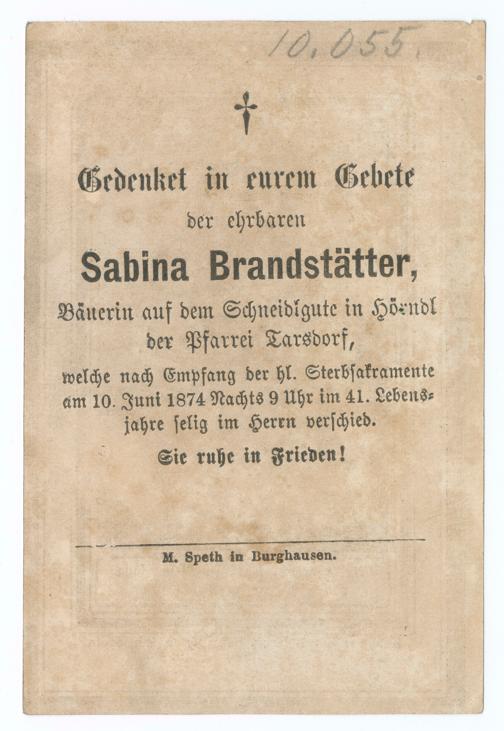 10.055.
Gedenket in eurem Gebete
der ehrbaren
Sabina Brandstätter,
Bäuerin auf dem Schneidlgute in Hörndl
der Pfarrei Tarsdorf,
welche nach Empfang der hl. Sterbsakramente
am 10. Juni 1874 Nachts 9 Uhr im 41. Lebens-
jahre selig im Herrn verschied.
Sie ruhe in Frieden!
M. Speth in Burghausen.